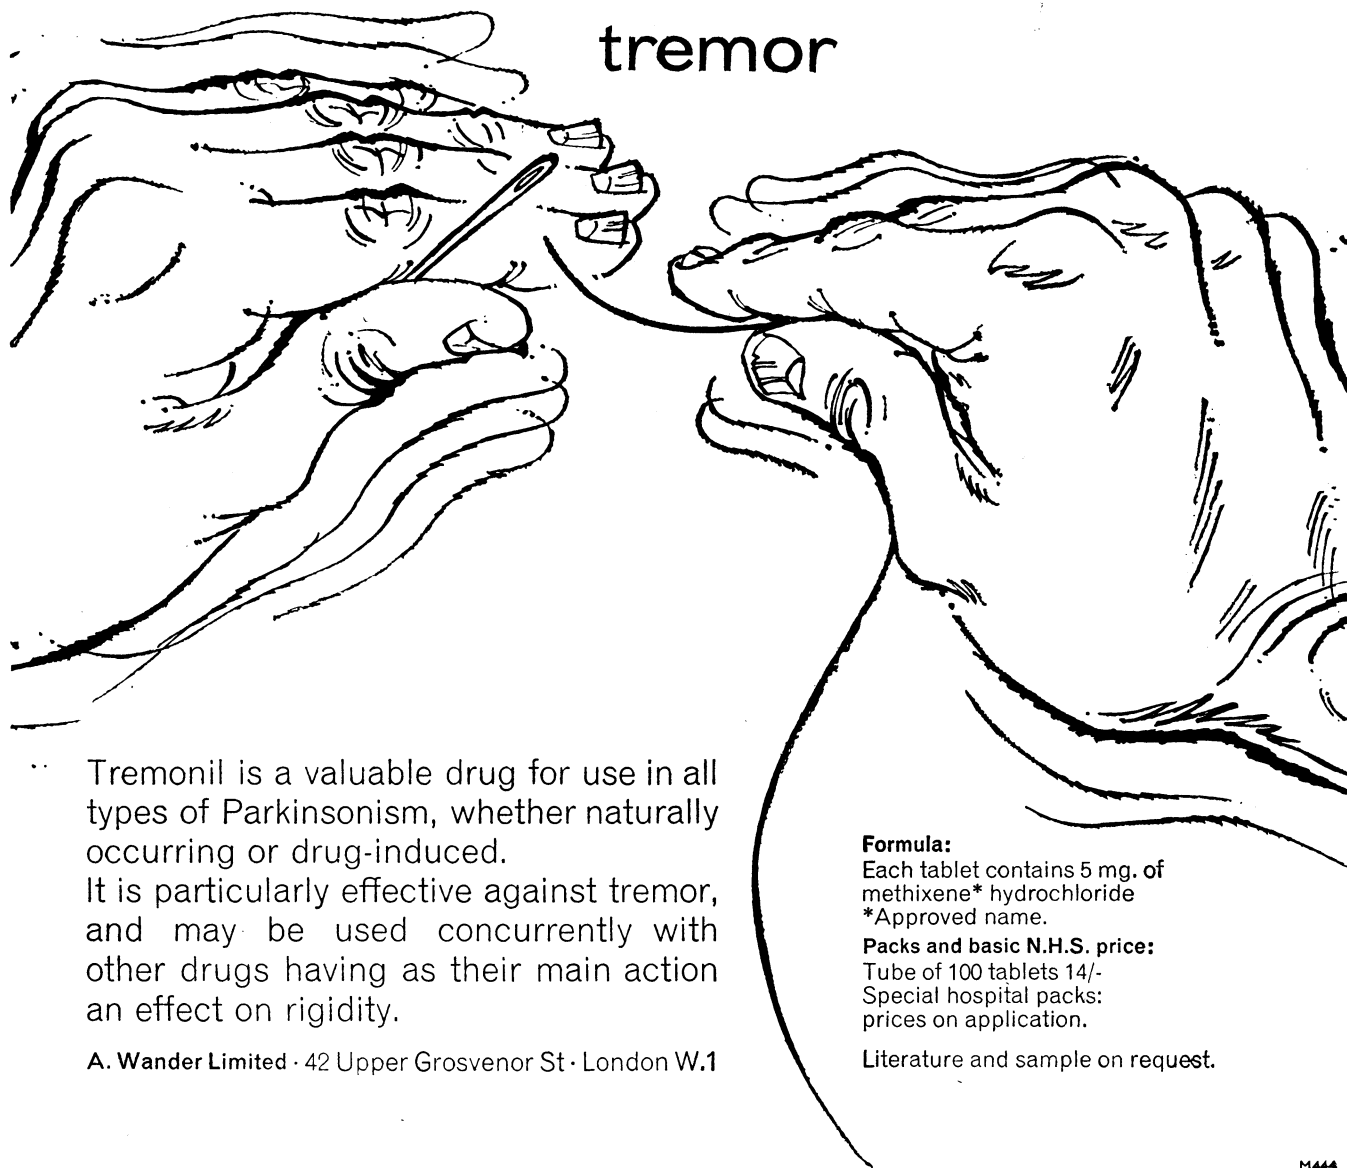 tremor
Tremonil is a valuable drug for use in all
types of Parkinsonism, whether naturally
occurring or drug-induced.
It is particularly effective against tremor,
and may be used concurrently with
other drugs having as their main action
an effect on rigidity.
A. Wander Limited · 42 Upper Grosvenor St · London W.1
Formula:
Each tablet contains 5 mg. of
methixene* hydrochloride
*Approved name.
Packs and basic N.H.S. price:
Tube of 100 tablets 14/-
Special hospital packs:
prices on application.
Literature and sample on request.